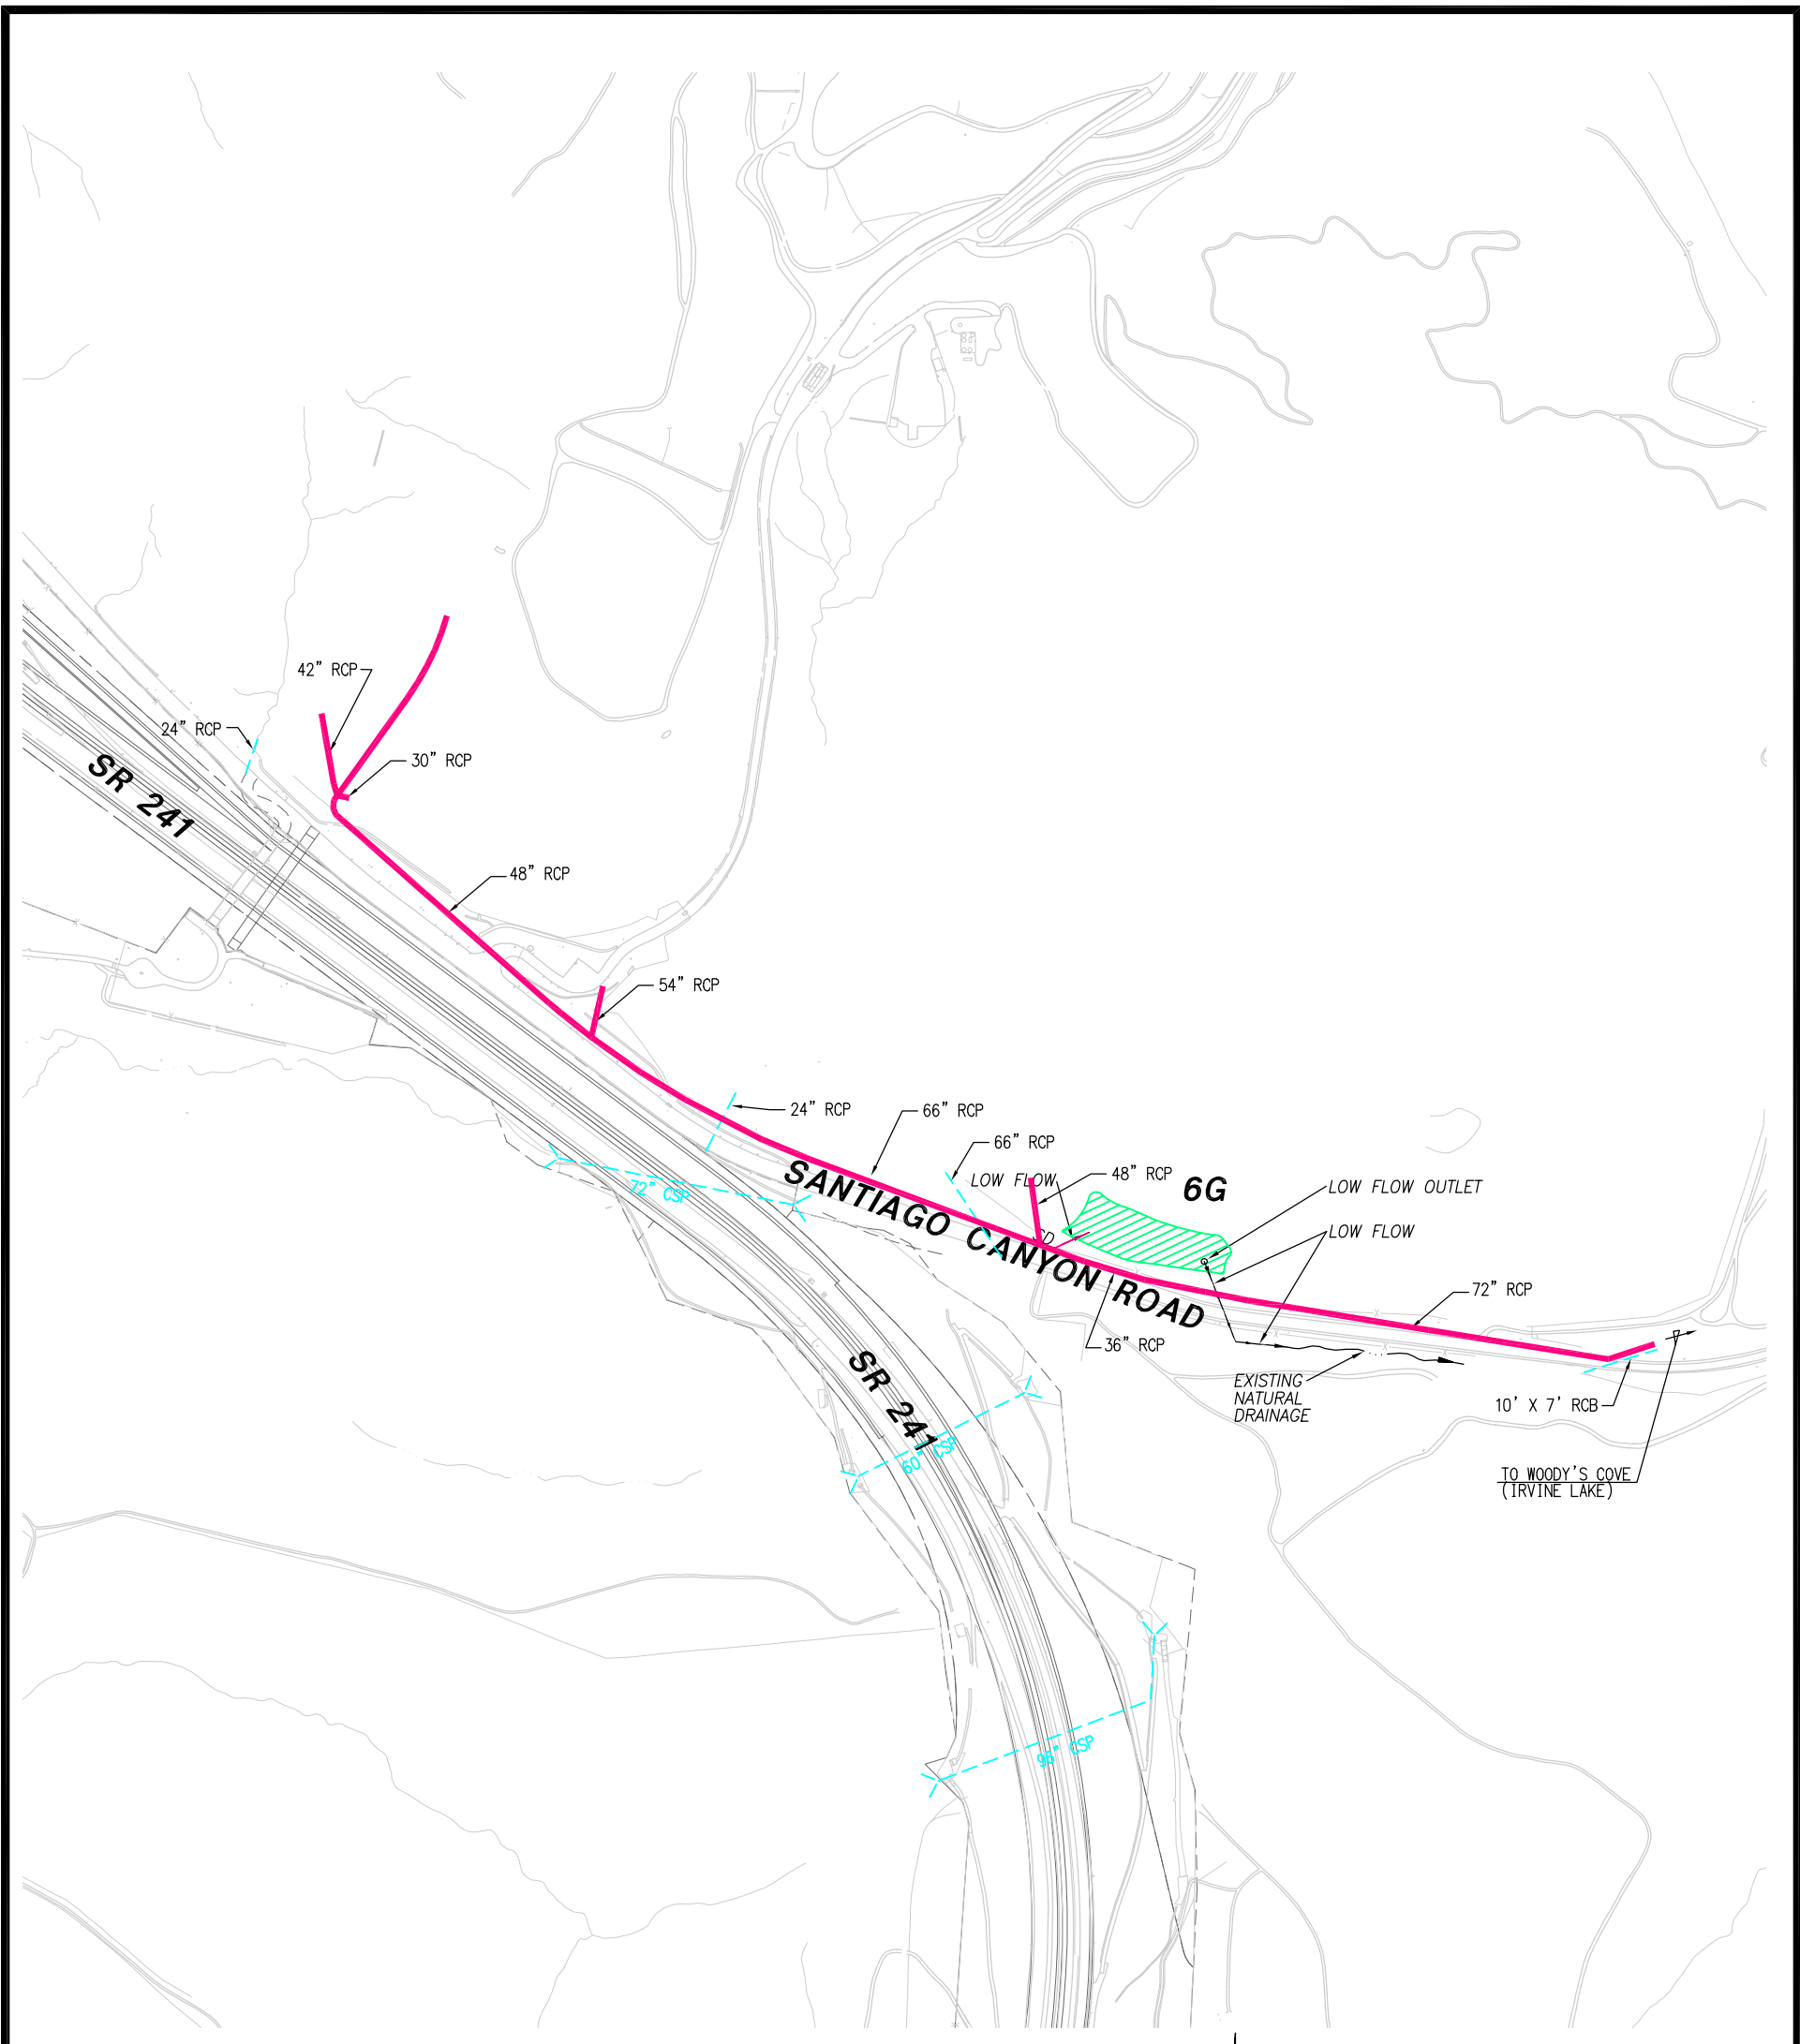 42" RCP
24" RCP
30" RCP
SR 241
48" RCP
54" RCP
24" RCP
66" RCP
66" RCP
LOW FLOW
48" RCP
6G
LOW FLOW OUTLET
72" CSP
SANTIAGO CANYON ROAD
LOW FLOW
72" RCP
36" RCP
SR 241
EXISTING
NATURAL
DRAINAGE
10' X 7' RCB
60" CSP
TO WOODY'S COVE
(IRVINE LAKE)
96" CSP